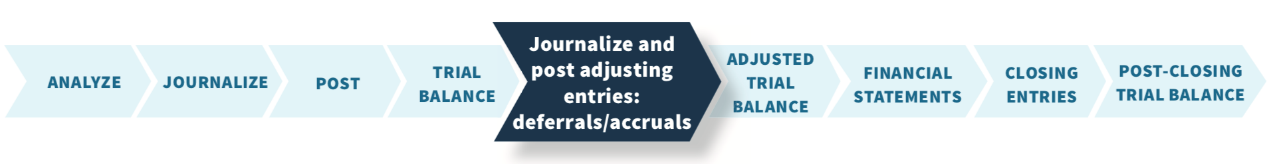 ANALYZE
JOURNALIZE
POST
TRIAL
BALANCE
Journalize and
post adjusting
entries:
deferrals/accruals
ADJUSTED
TRIAL
BALANCE
FINANCIAL
STATEMENTS
CLOSING
ENTRIES
POST-CLOSING
TRIAL BALANCE